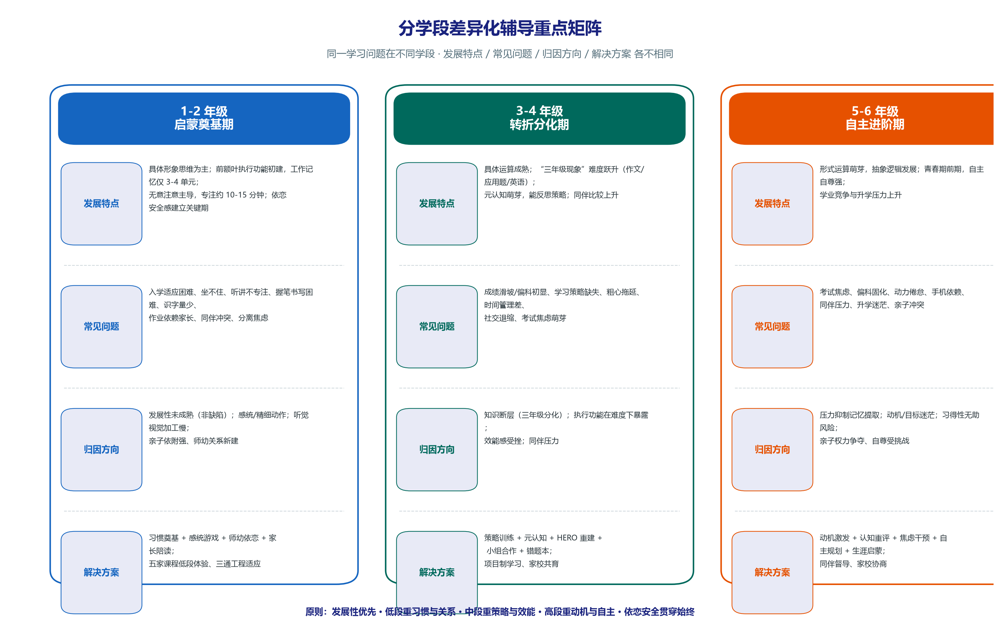 分学段差异化辅导重点矩阵
同一学习问题在不同学段 · 发展特点 / 常见问题 / 归因方向 / 解决方案 各不相同
1-2 年级
启蒙奠基期
发展特点
具体形象思维为主；前额叶执行功能初建，工作记
忆仅 3-4 单元；
无意注意主导，专注约 10-15 分钟；依恋
安全感建立关键期
常见问题
入学适应困难、坐不住、听讲不专注、握笔书写困
难、识字量少、
作业依赖家长、同伴冲突、分离焦虑
归因方向
发展性未成熟（非缺陷）；感统/精细动作；听觉
视觉加工慢；
亲子依附强、师幼关系新建
解决方案
习惯奠基 + 感统游戏 + 师幼依恋 + 家
长陪读；
五家课程低段体验、三通工程适应
3-4 年级
转折分化期
发展特点
具体运算成熟；“三年级现象”难度跃升（作文/
应用题/英语）；
元认知萌芽，能反思策略；同伴比较上升
常见问题
成绩滑坡/偏科初显、学习策略缺失、粗心拖延、
时间管理差、
社交退缩、考试焦虑萌芽
归因方向
知识断层（三年级分化）；执行功能在难度下暴露
；
效能感受挫；同伴压力
解决方案
策略训练 + 元认知 + HERO 重建 +
小组合作 + 错题本；
项目制学习、家校共育
5-6 年级
自主进阶期
发展特点
形式运算萌芽，抽象逻辑发展；青春期前期，自主
自尊强；
学业竞争与升学压力上升
常见问题
考试焦虑、偏科固化、动力倦怠、手机依赖、
同伴压力、升学迷茫、亲子冲突
归因方向
压力抑制记忆提取；动机/目标迷茫；习得性无助
风险；
亲子权力争夺、自尊受挑战
解决方案
动机激发 + 认知重评 + 焦虑干预 + 自
主规划 + 生涯启蒙；
同伴督导、家校协商
原则：发展性优先・低段重习惯与关系・中段重策略与效能・高段重动机与自主・依恋安全贯穿始终